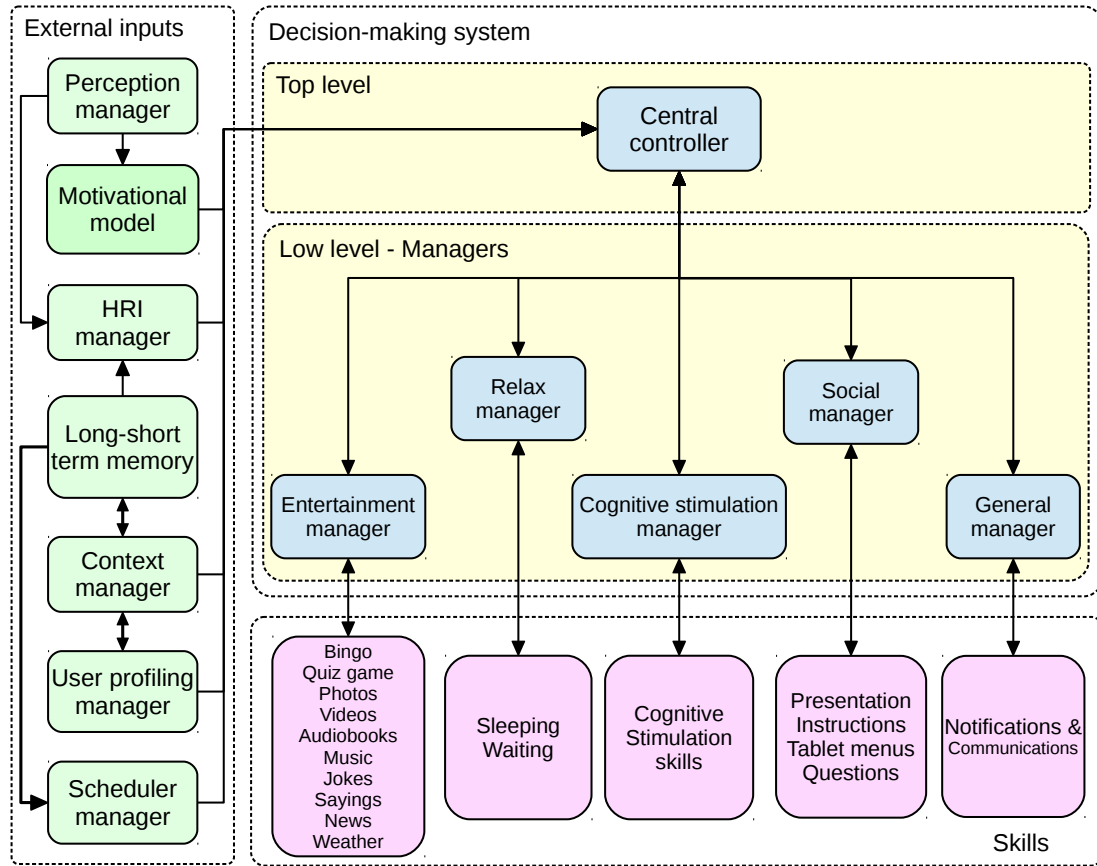 External inputs
Perception
manager
Motivational
model
HRI
manager
Long-short
term memory
Context
manager
User profiling
manager
Scheduler
manager
Decision-making system
Top level
Central
controller
Low level - Managers
Relax
manager
Social
manager
Entertainment
manager
Cognitive stimulation
manager
General
manager
Bingo
Quiz game
Photos
Videos
Audiobooks
Music
Jokes
Sayings
News
Weather
Sleeping
Waiting
Cognitive
Stimulation
skills
Presentation
Instructions
Tablet menus
Questions
Notifications &
Communications
Skills